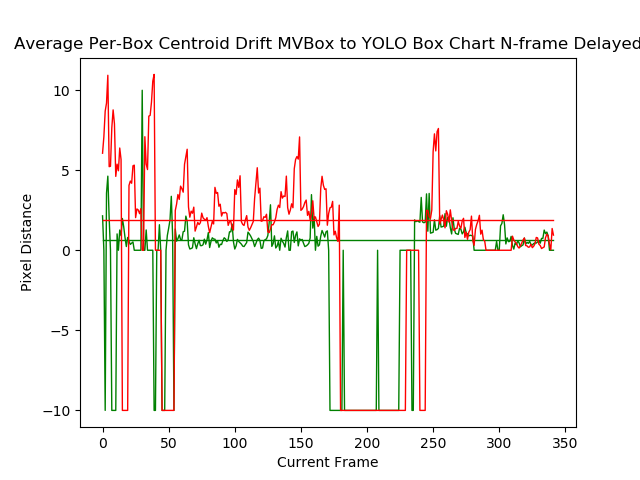 Average Per-Box Centroid Drift MVBox to YOLO Box Chart N-frame Delayed
10
5
0
−5
−10
Pixel Distance
0 50 100 150 200 250 300 350
Current Frame